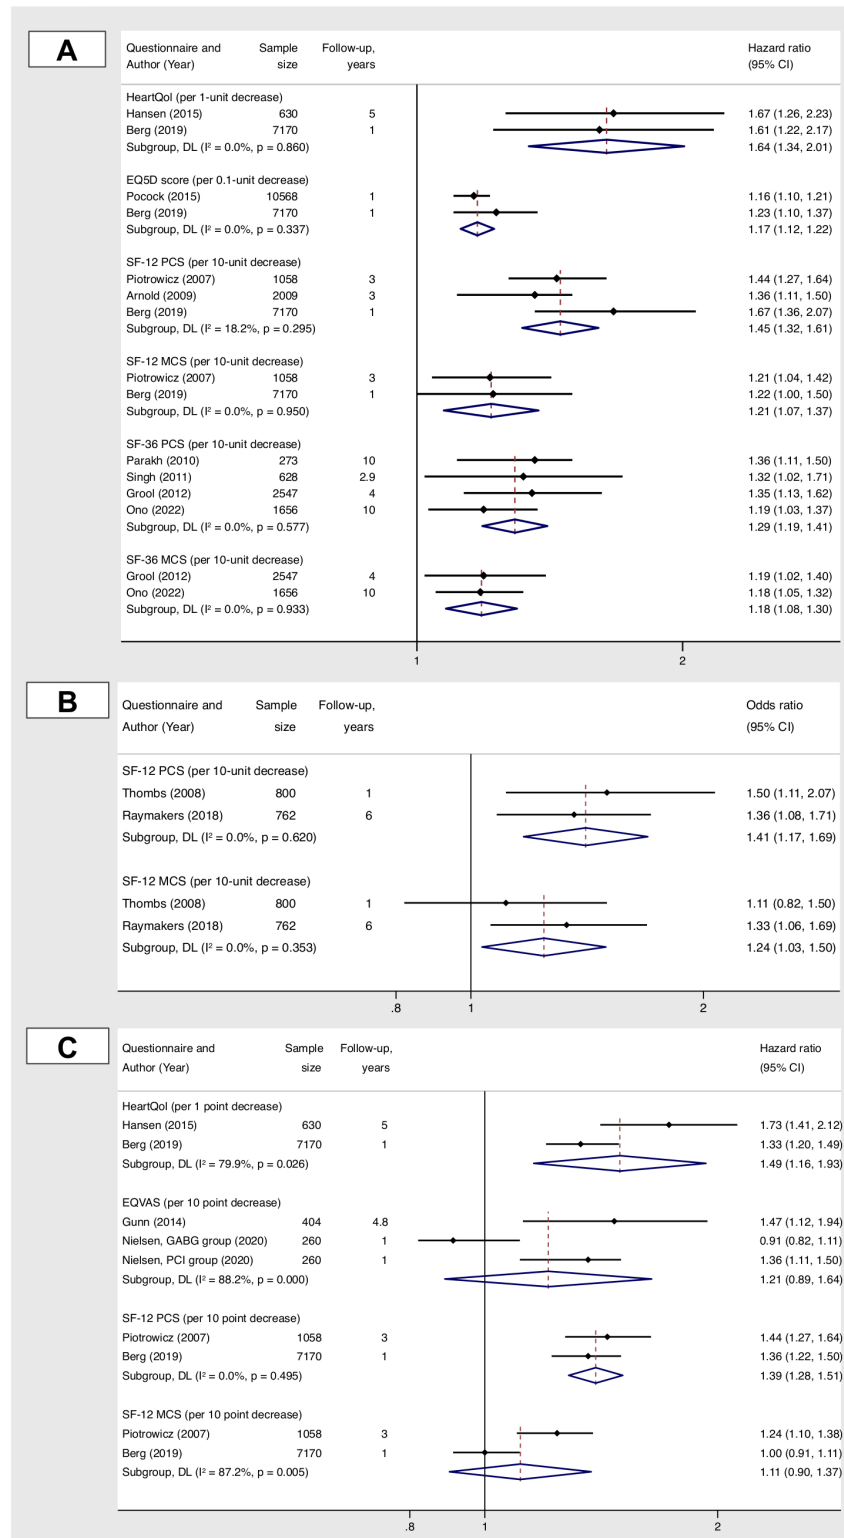 A
Questionnaire and Sample Follow-up, Hazard ratio
Author (Year) size years (95% CI)
HeartQol (per 1-unit decrease)
Hansen (2015) 630 5 1.67 (1.26, 2.23)
Berg (2019) 7170 1 1.61 (1.22, 2.17)
Subgroup, DL (I² = 0.0%, p = 0.860) 1.64 (1.34, 2.01)
EQ5D score (per 0.1-unit decrease)
Pocock (2015) 10568 1 1.16 (1.10, 1.21)
Berg (2019) 7170 1 1.23 (1.10, 1.37)
Subgroup, DL (I² = 0.0%, p = 0.337) 1.17 (1.12, 1.22)
SF-12 PCS (per 10-unit decrease)
Piotrowicz (2007) 1058 3 1.44 (1.27, 1.64)
Arnold (2009) 2009 3 1.36 (1.11, 1.50)
Berg (2019) 7170 1 1.67 (1.36, 2.07)
Subgroup, DL (I² = 18.2%, p = 0.295) 1.45 (1.32, 1.61)
SF-12 MCS (per 10-unit decrease)
Piotrowicz (2007) 1058 3 1.21 (1.04, 1.42)
Berg (2019) 7170 1 1.22 (1.00, 1.50)
Subgroup, DL (I² = 0.0%, p = 0.950) 1.21 (1.07, 1.37)
SF-36 PCS (per 10-unit decrease)
Parakh (2010) 273 10 1.36 (1.11, 1.50)
Singh (2011) 628 2.9 1.32 (1.02, 1.71)
Grool (2012) 2547 4 1.35 (1.13, 1.62)
Ono (2022) 1656 10 1.19 (1.03, 1.37)
Subgroup, DL (I² = 0.0%, p = 0.577) 1.29 (1.19, 1.41)
SF-36 MCS (per 10-unit decrease)
Grool (2012) 2547 4 1.19 (1.02, 1.40)
Ono (2022) 1656 10 1.18 (1.05, 1.32)
Subgroup, DL (I² = 0.0%, p = 0.933) 1.18 (1.08, 1.30)
1 2
B
Questionnaire and Sample Follow-up, Odds ratio
Author (Year) size years (95% CI)
SF-12 PCS (per 10-unit decrease)
Thombs (2008) 800 1 1.50 (1.11, 2.07)
Raymakers (2018) 762 6 1.36 (1.08, 1.71)
Subgroup, DL (I² = 0.0%, p = 0.620) 1.41 (1.17, 1.69)
SF-12 MCS (per 10-unit decrease)
Thombs (2008) 800 1 1.11 (0.82, 1.50)
Raymakers (2018) 762 6 1.33 (1.06, 1.69)
Subgroup, DL (I² = 0.0%, p = 0.353) 1.24 (1.03, 1.50)
.8 1 2
C
Questionnaire and Sample Follow-up, Hazard ratio
Author (Year) size years (95% CI)
HeartQol (per 1 point decrease)
Hansen (2015) 630 5 1.73 (1.41, 2.12)
Berg (2019) 7170 1 1.33 (1.20, 1.49)
Subgroup, DL (I² = 79.9%, p = 0.026) 1.49 (1.16, 1.93)
EQVAS (per 10 point decrease)
Gunn (2014) 404 4.8 1.47 (1.12, 1.94)
Nielsen, GABG group (2020) 260 1 0.91 (0.82, 1.11)
Nielsen, PCI group (2020) 260 1 1.36 (1.11, 1.50)
Subgroup, DL (I² = 88.2%, p = 0.000) 1.21 (0.89, 1.64)
SF-12 PCS (per 10 point decrease)
Piotrowicz (2007) 1058 3 1.44 (1.27, 1.64)
Berg (2019) 7170 1 1.36 (1.22, 1.50)
Subgroup, DL (I² = 0.0%, p = 0.495) 1.39 (1.28, 1.51)
SF-12 MCS (per 10 point decrease)
Piotrowicz (2007) 1058 3 1.24 (1.10, 1.38)
Berg (2019) 7170 1 1.00 (0.91, 1.11)
Subgroup, DL (I² = 87.2%, p = 0.005) 1.11 (0.90, 1.37)
.8 1 2